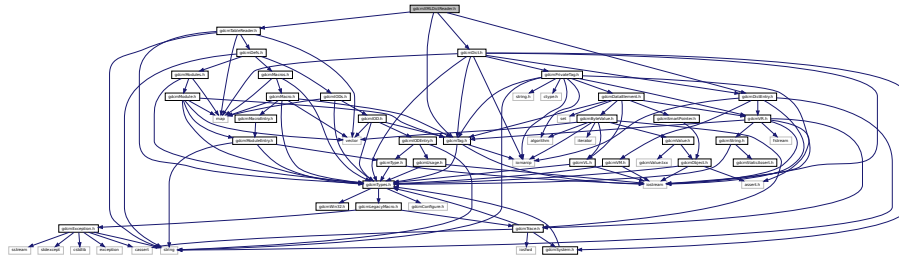 gdcmXMLDictReader.h
gdcmTableReader.h
gdcmDefs.h
gdcmDict.h
gdcmModules.h
gdcmMacros.h
gdcmPrivateTag.h
gdcmModule.h
gdcmMacro.h
gdcmIODs.h
string.h
ctype.h
gdcmDataElement.h
gdcmDictEntry.h
map
gdcmMacroEntry.h
gdcmIOD.h
set
gdcmByteValue.h
gdcmSmartPointer.h
gdcmVR.h
gdcmModuleEntry.h
vector
gdcmIODEntry.h
gdcmTag.h
algorithm
iterator
gdcmValue.h
gdcmString.h
fstream
gdcmType.h
gdcmUsage.h
iomanip
gdcmVL.h
gdcmVM.h
gdcmValue.txx
gdcmObject.h
gdcmStaticAssert.h
gdcmTypes.h
iostream
assert.h
gdcmWin32.h
gdcmLegacyMacro.h
gdcmConfigure.h
gdcmException.h
gdcmTrace.h
sstream
stdexcept
cstdlib
exception
cassert
string
iosfwd
gdcmSystem.h